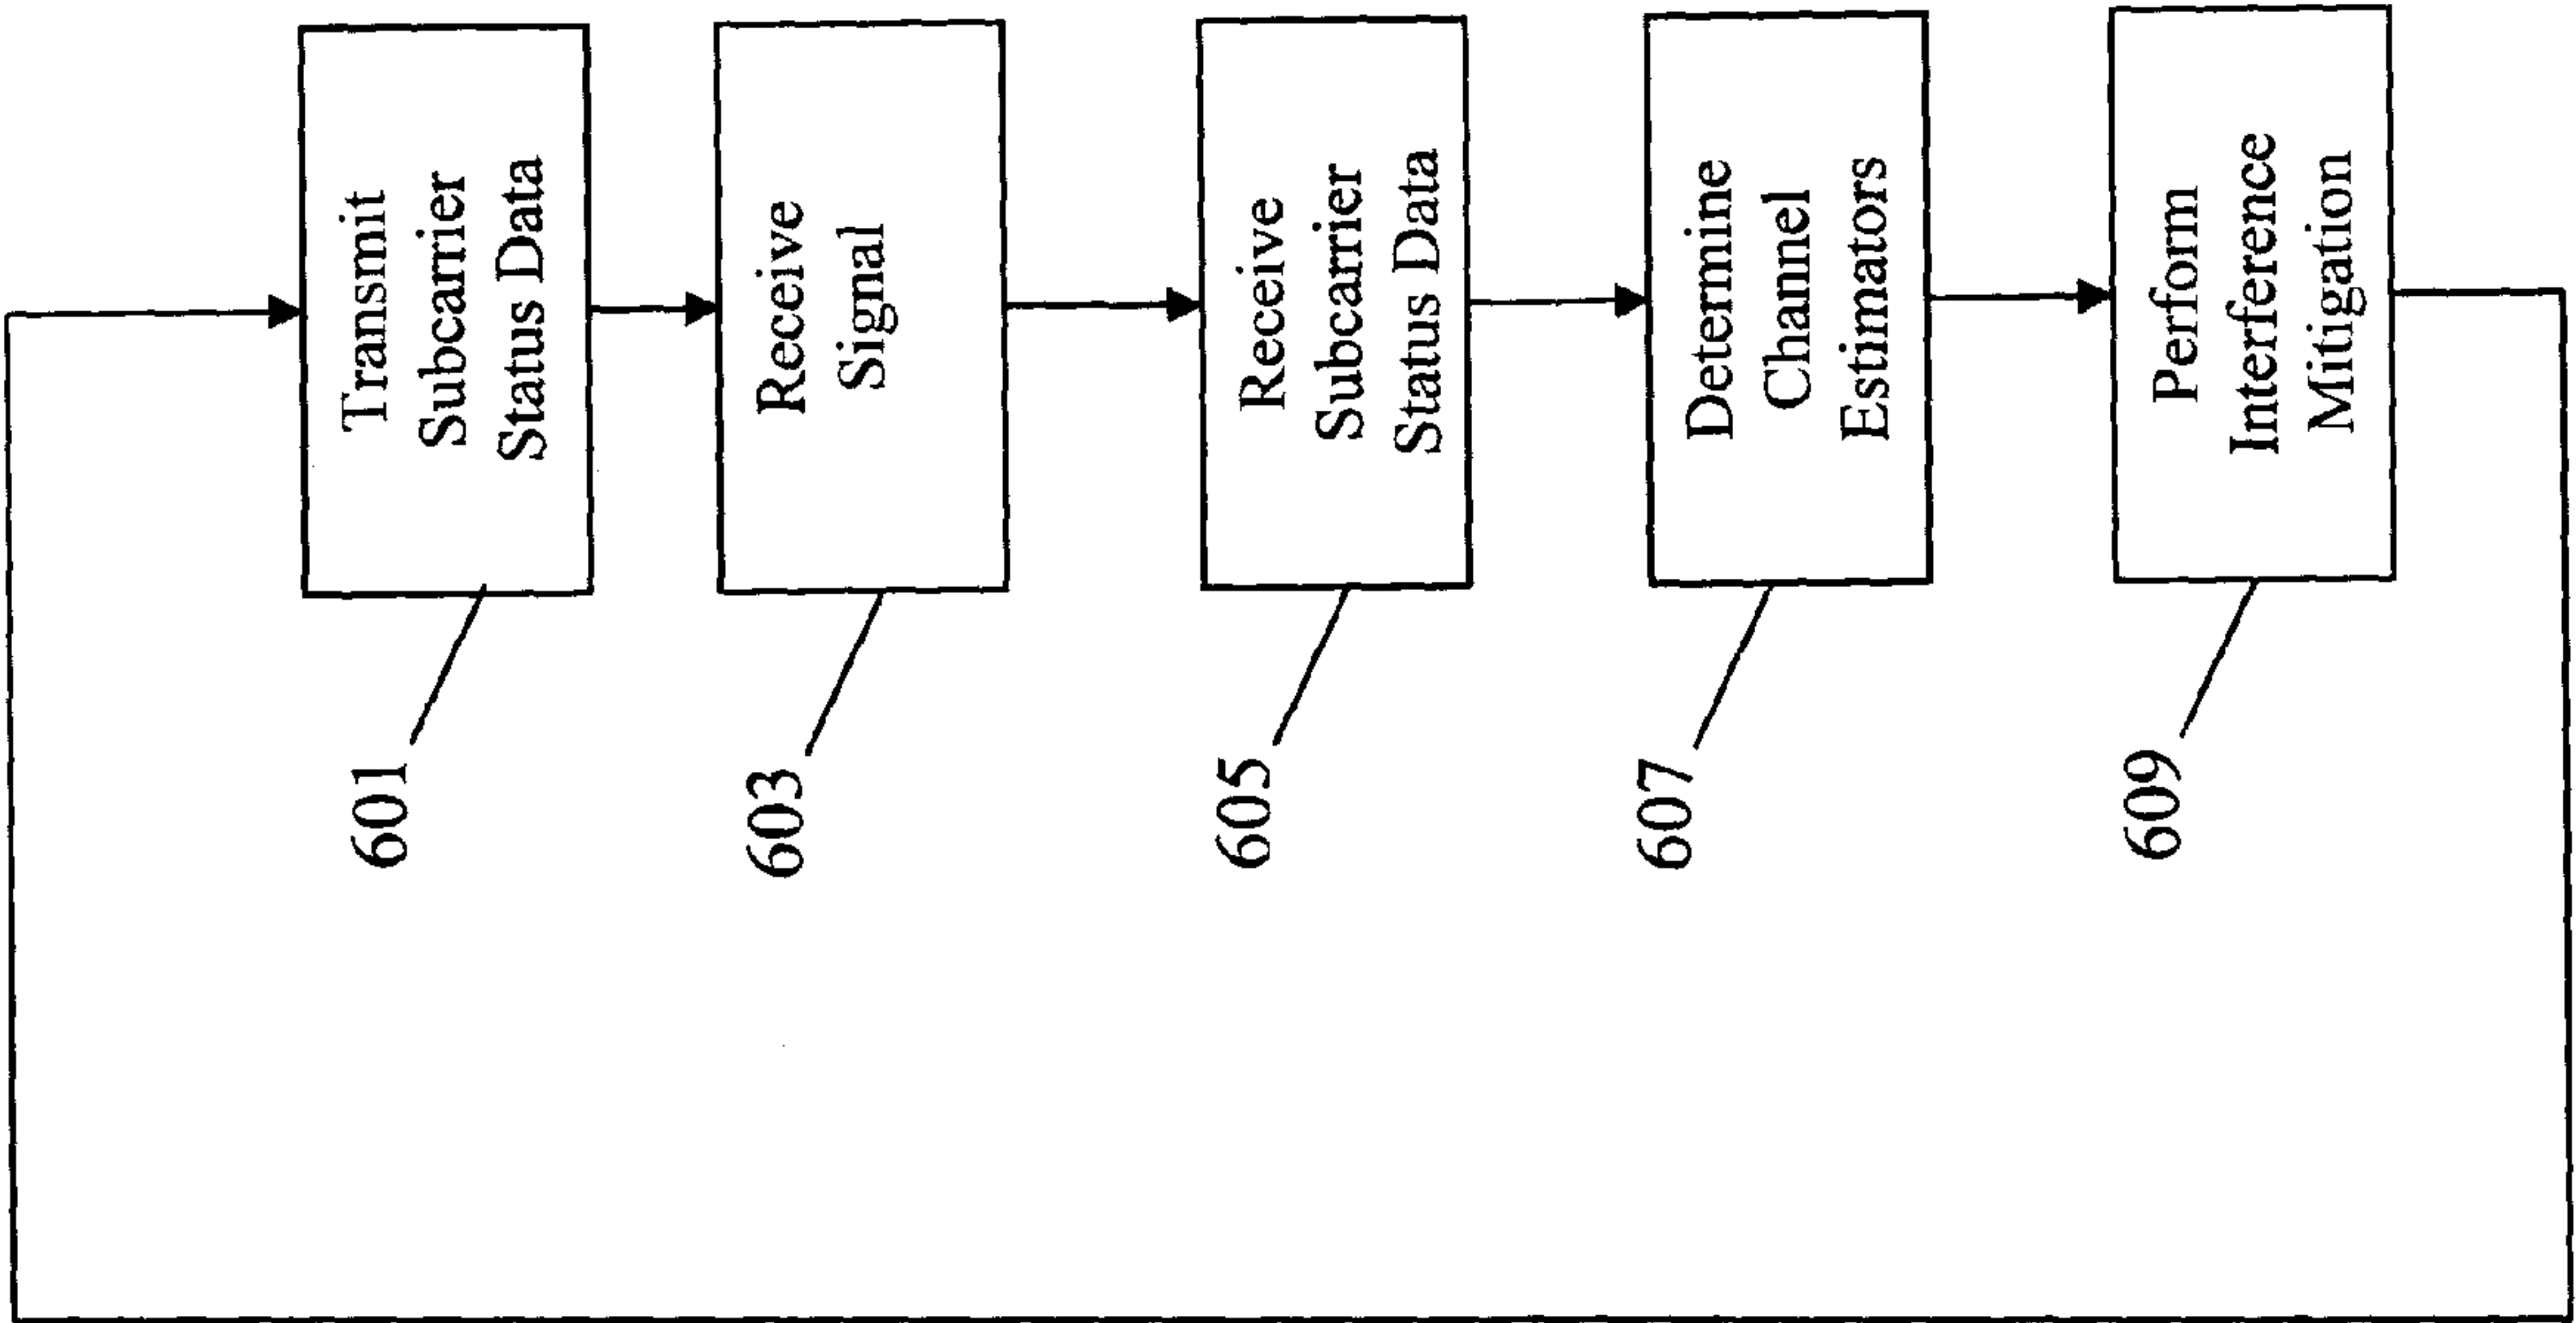 601
Transmit
Subcarrier
Status Data
603
Receive
Signal
605
Receive
Subcarrier
Status Data
607
Determine
Channel
Estimators
609
Perform
Interference
Mitigation